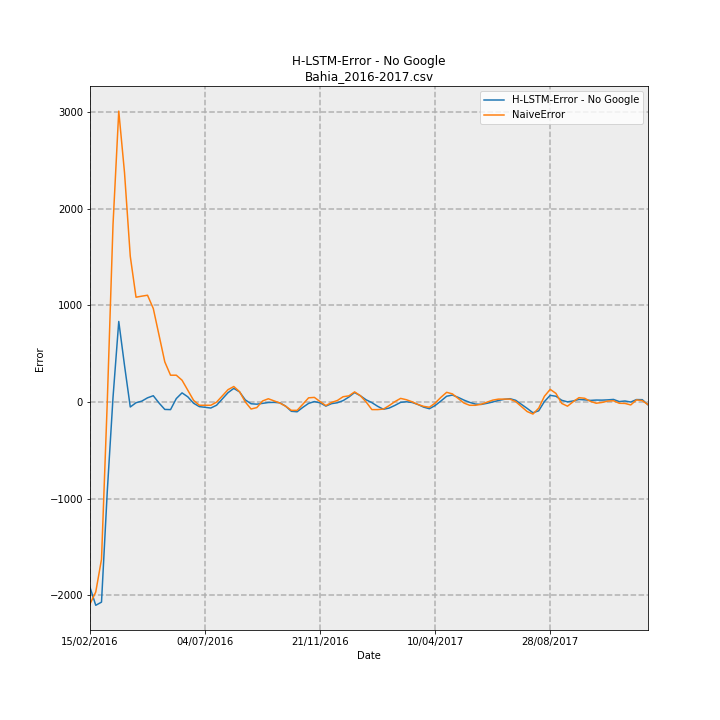 H-LSTM-Error - No Google
Bahia_2016-2017.csv
H-LSTM-Error - No Google
NaiveError
3000
2000
1000
0
−1000
−2000
Error
15/02/2016
04/07/2016
21/11/2016
10/04/2017
28/08/2017
Date